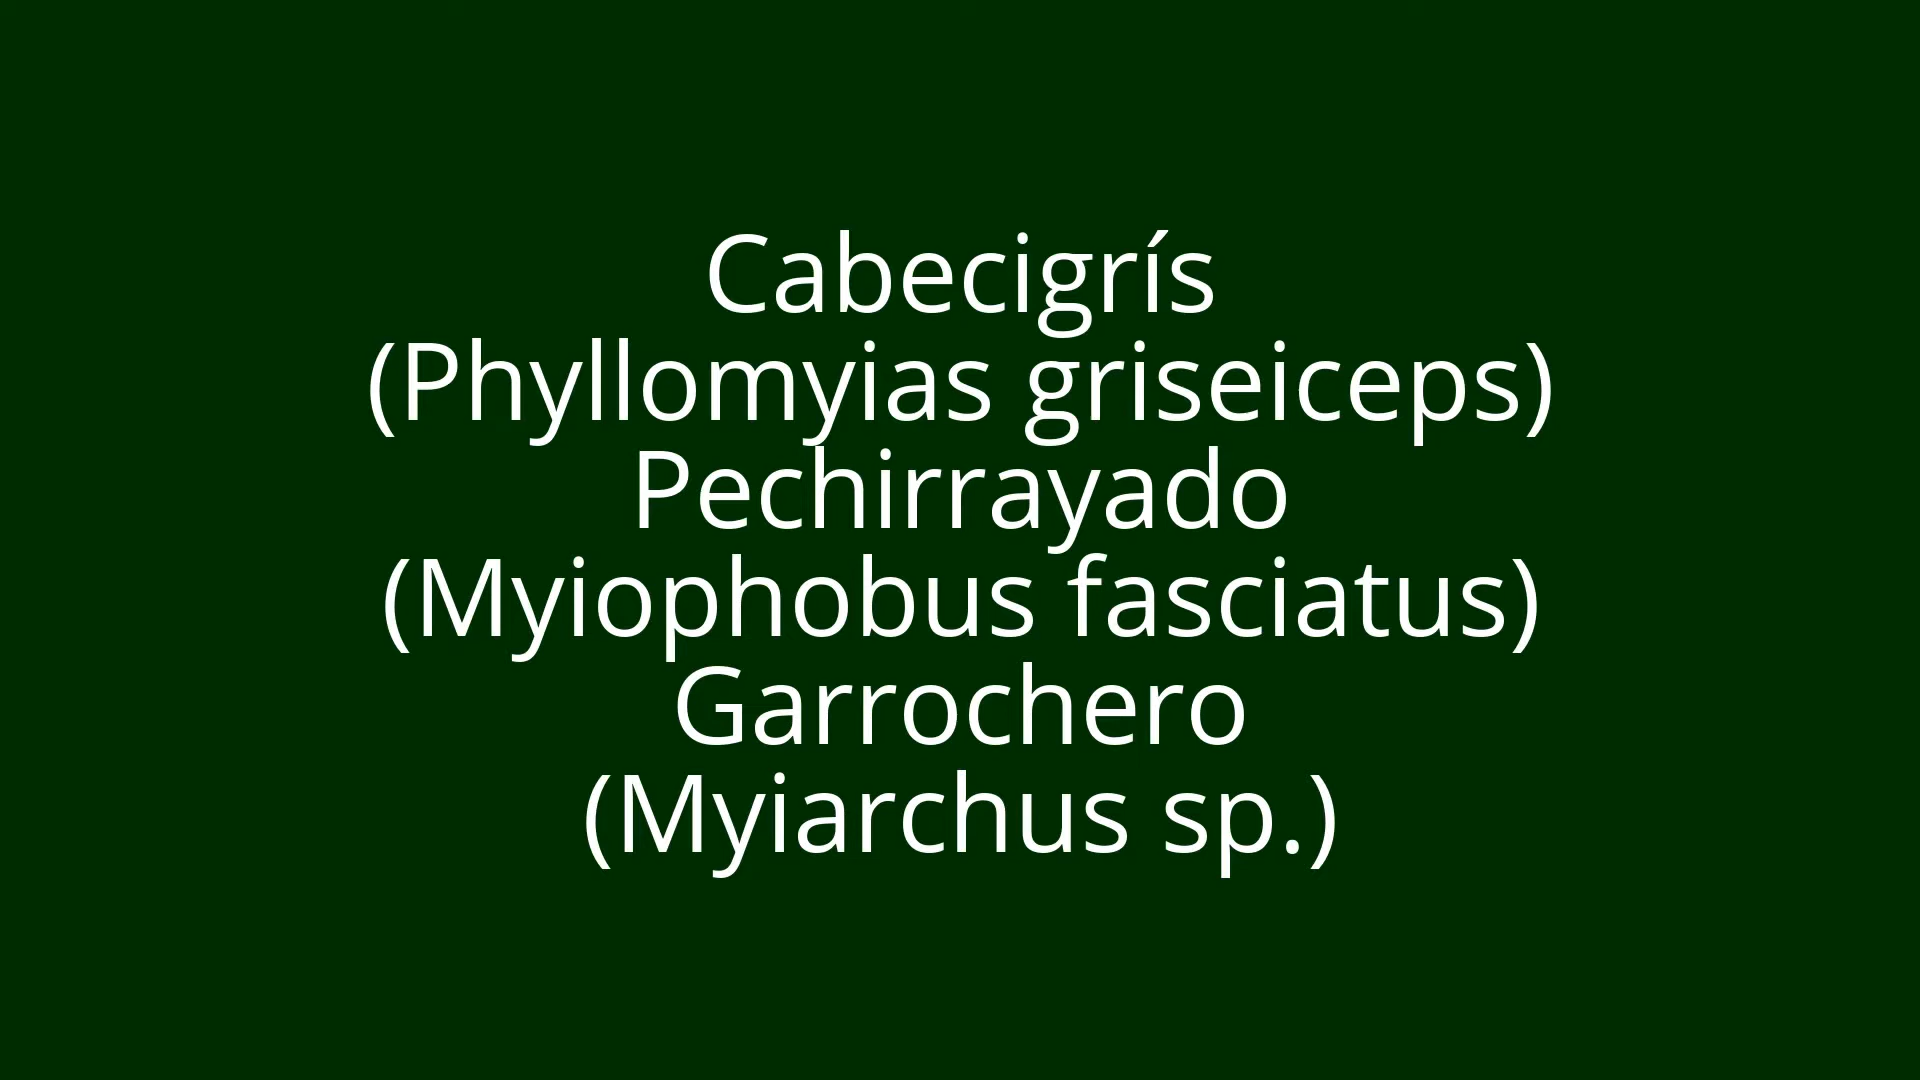 Cabecigrís
(Phyllomyias griseiceps)
Pechirrayado
(Myiophobus fasciatus)
Garrochero
(Myiarchus sp.)